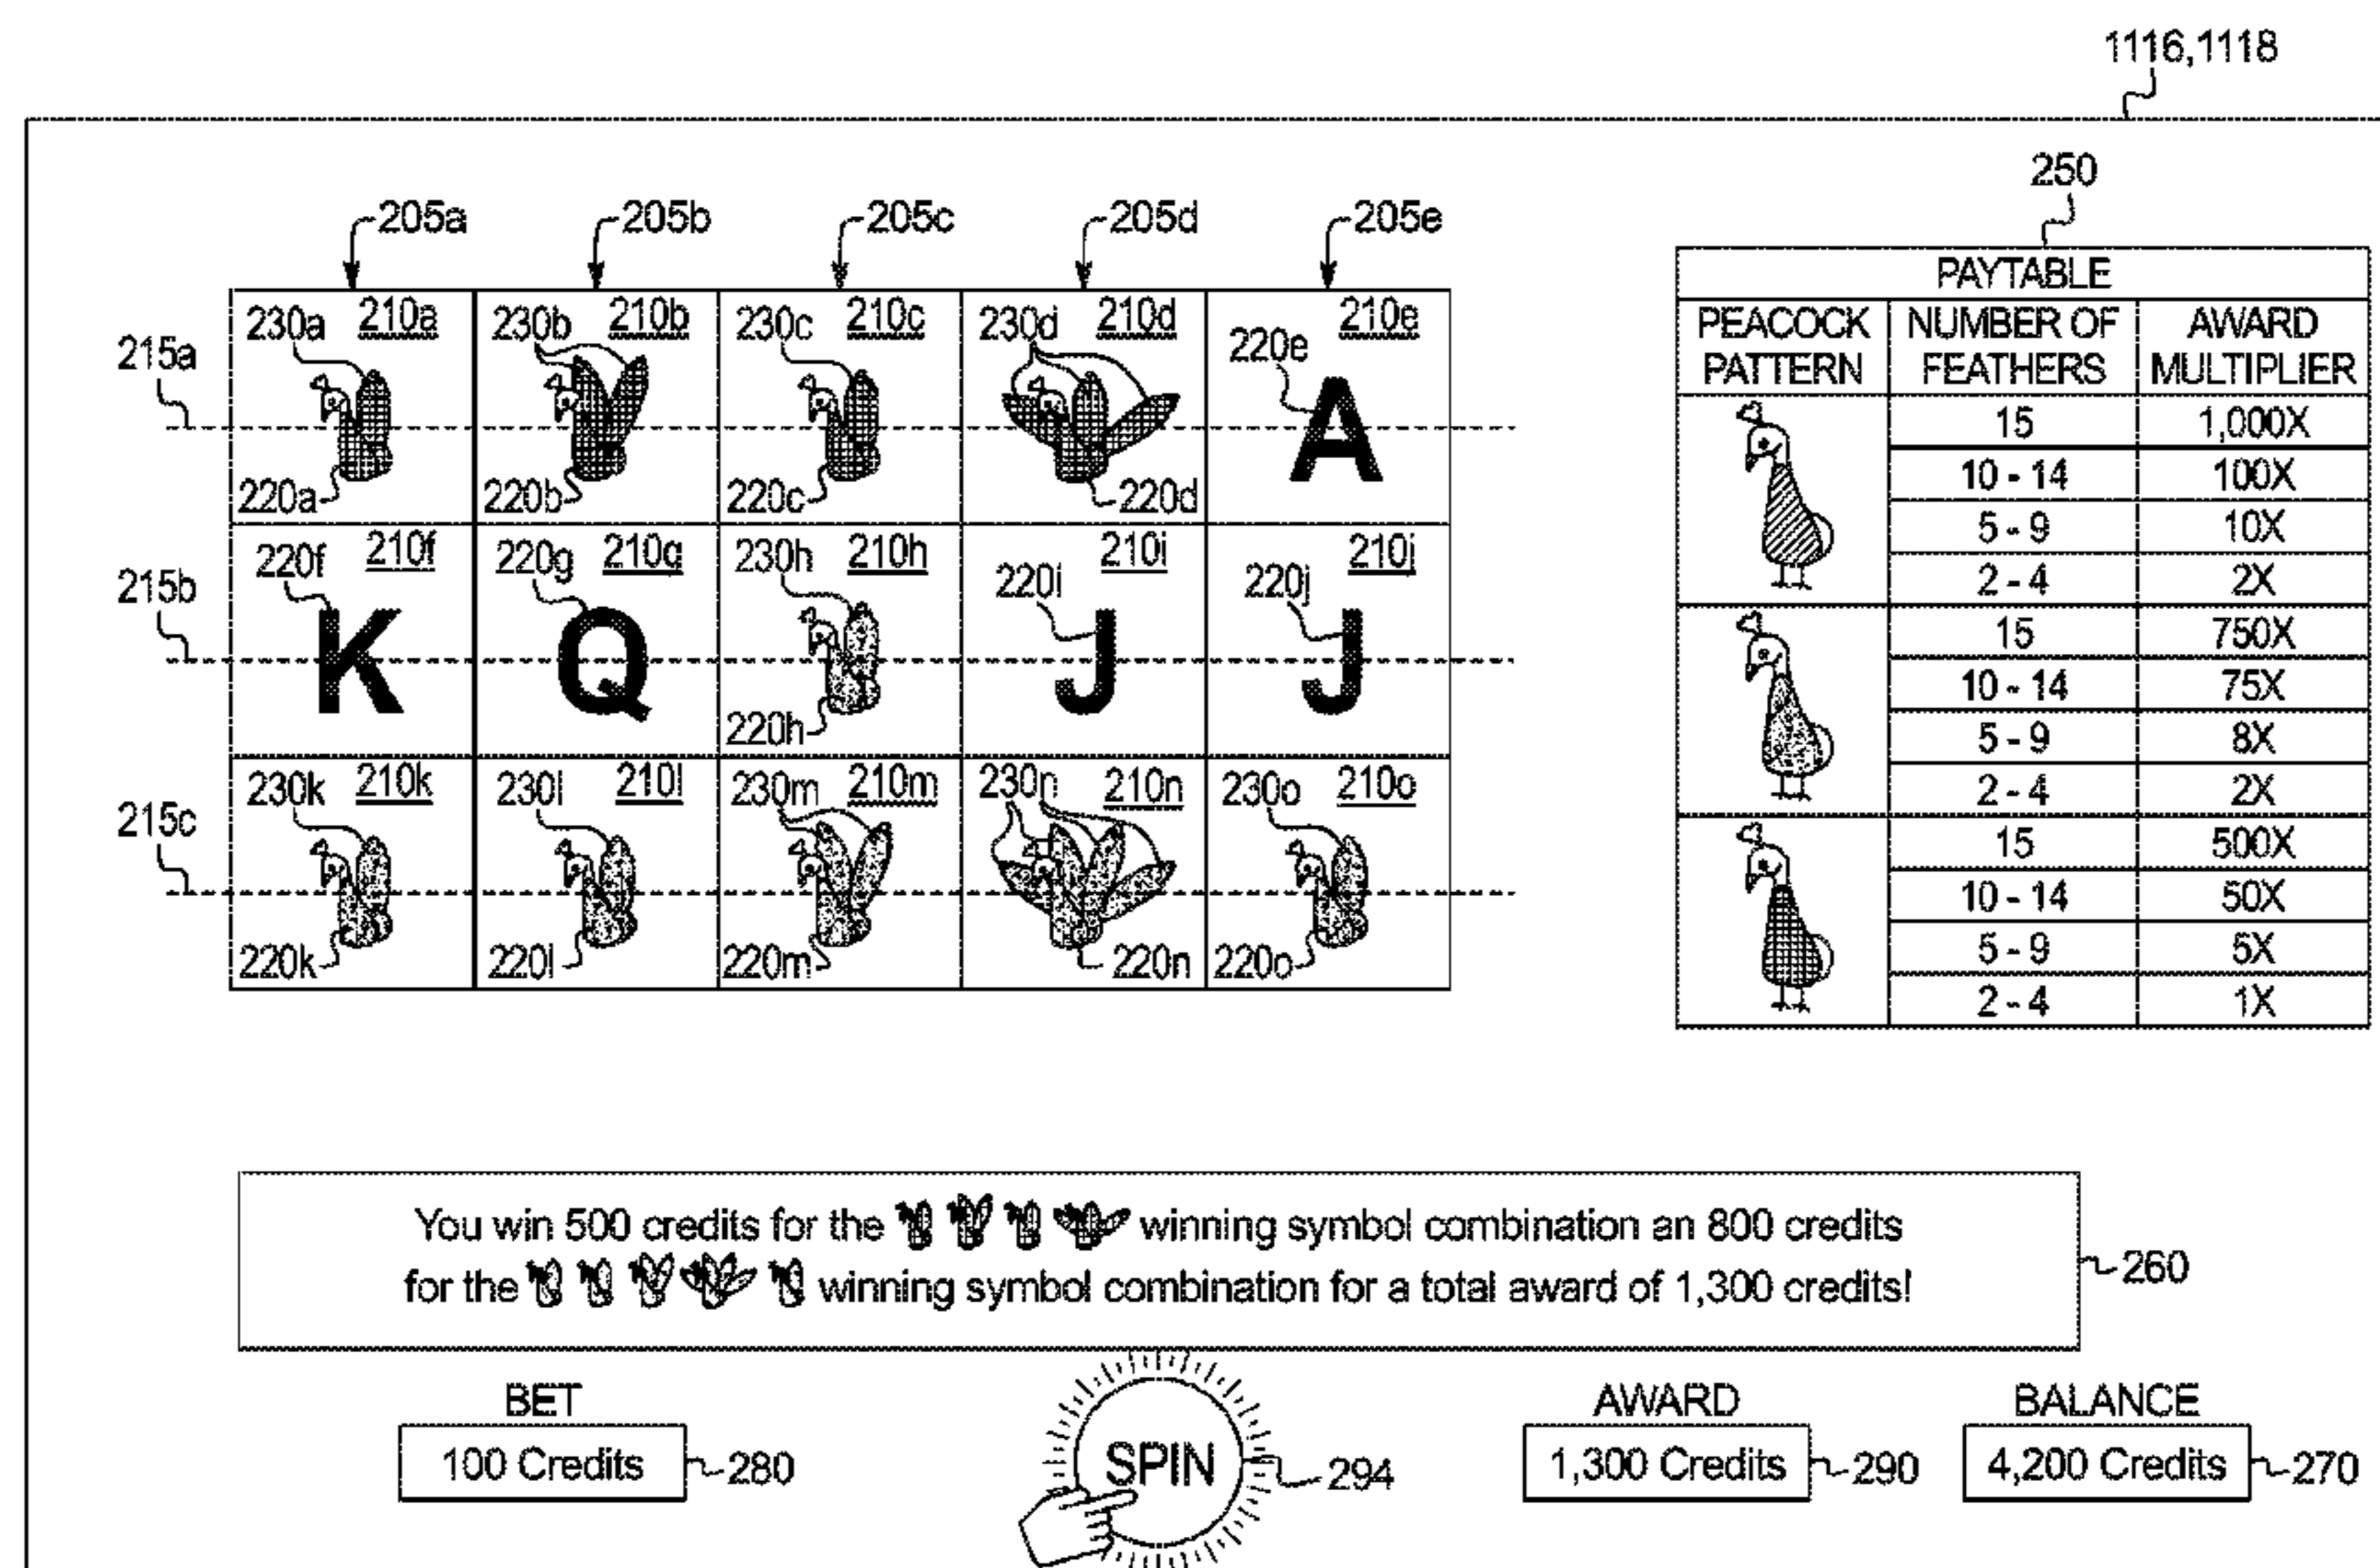 1116,1118
250
205a 205b 205c 205d 205e
PAYTABLE
PEACOCK PATTERN NUMBER OF FEATHERS AWARD MULTIPLIER
15 1,000X
10 - 14 100X
5 - 9 10X
2 - 4 2X
15 750X
10 - 14 75X
5 - 9 8X
2 - 4 2X
15 500X
10 - 14 50X
5 - 9 5X
2 - 4 1X
230a 210a 230b 210b 230c 210c 230d 210d 210e
215a 220e
A
220a 220b 220c 220d
220f 210f 220g 210g 230h 210h 220i 210i 220j 210j
215b
K Q J J
220h
230k 210k 230l 210l 230m 210m 230n 210n 230o 210o
215c
220k 220l 220m 220n 220o
You win 500 credits for the winning symbol combination an 800 credits
for the winning symbol combination for a total award of 1,300 credits!
260
BET AWARD BALANCE
100 Credits 280 SPIN 294 1,300 Credits 290 4,200 Credits 270